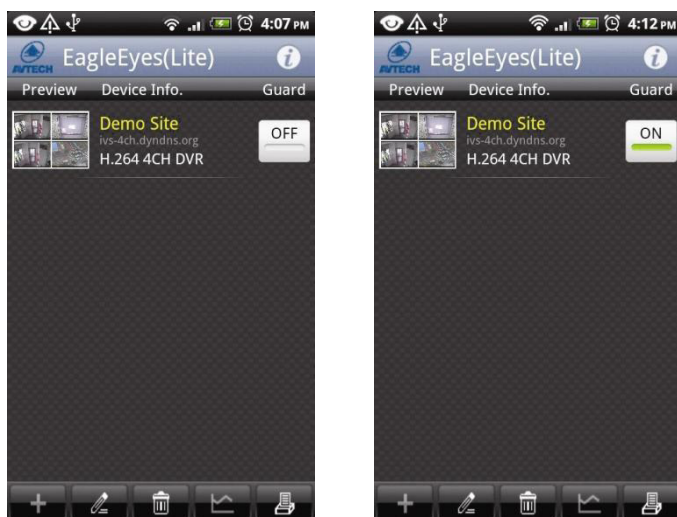 4:07 PM
AVTECH EagleEyes(Lite)
Preview Device Info. Guard
Demo Site
ivs-4ch.dyndns.org
H.264 4CH DVR
OFF
4:12 PM
AVTECH EagleEyes(Lite)
Preview Device Info. Guard
Demo Site
ivs-4ch.dyndns.org
H.264 4CH DVR
ON